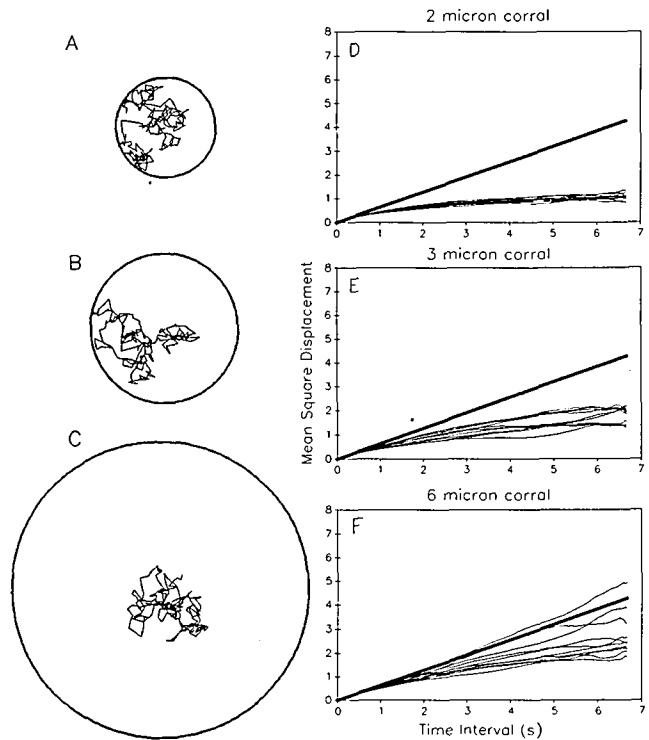 A
B
C
2 micron corral
D
8
7
6
5
4
3
2
1
0
0 1 2 3 4 5 6 7
3 micron corral
E
8
7
6
5
4
3
2
1
0
0 1 2 3 4 5 6 7
Mean Square Displacement
6 micron corral
F
8
7
6
5
4
3
2
1
0
0 1 2 3 4 5 6 7
Time Interval (s)